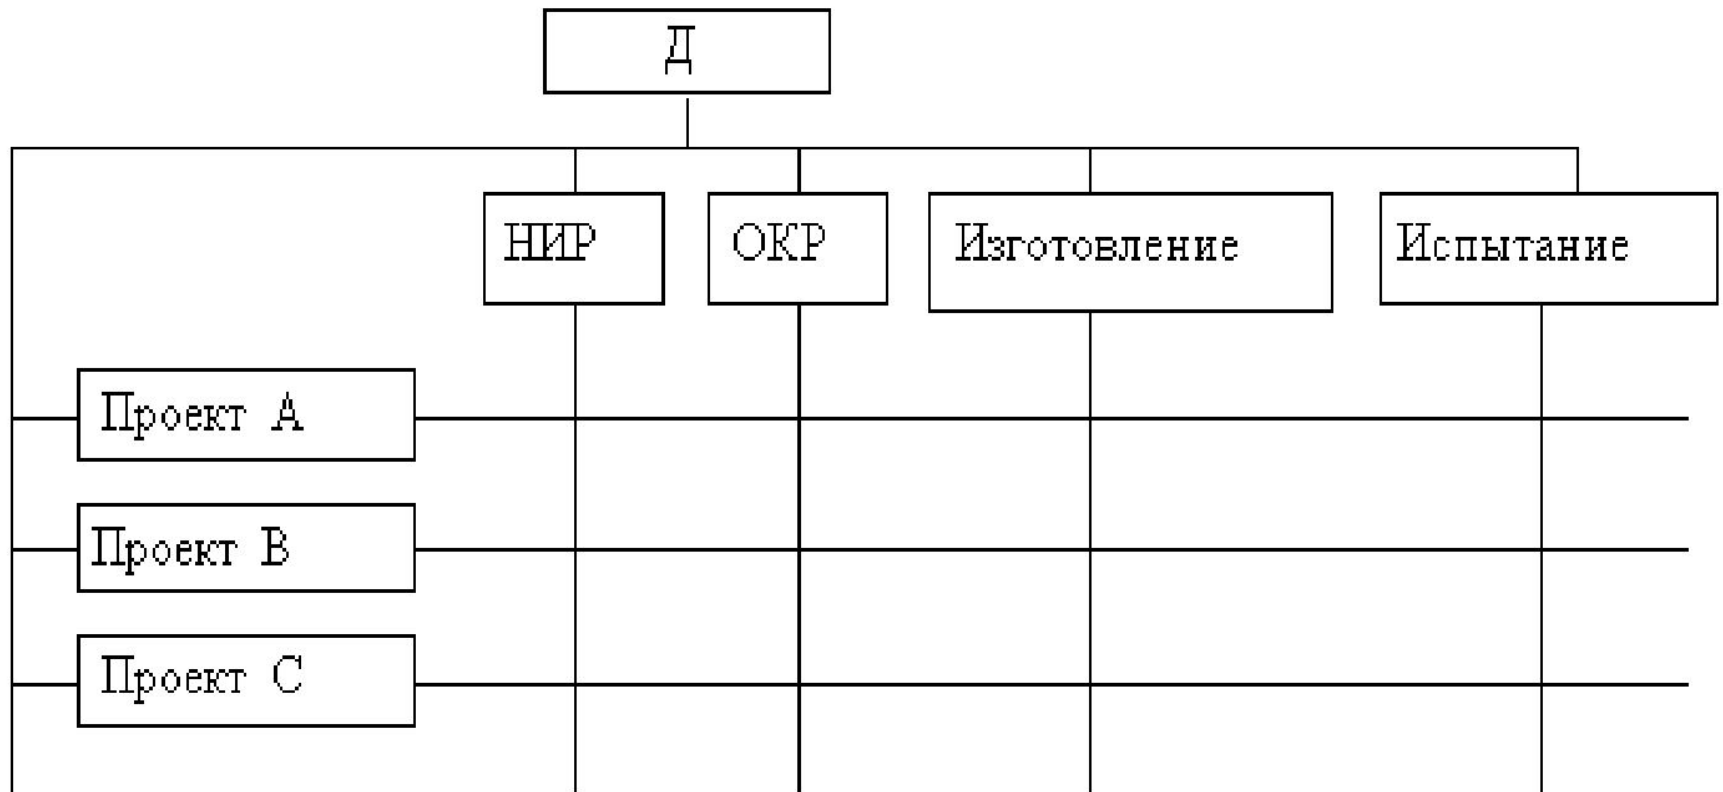 Д
НИР
ОКР
Изготовление
Испытание
Проект А
Проект В
Проект С